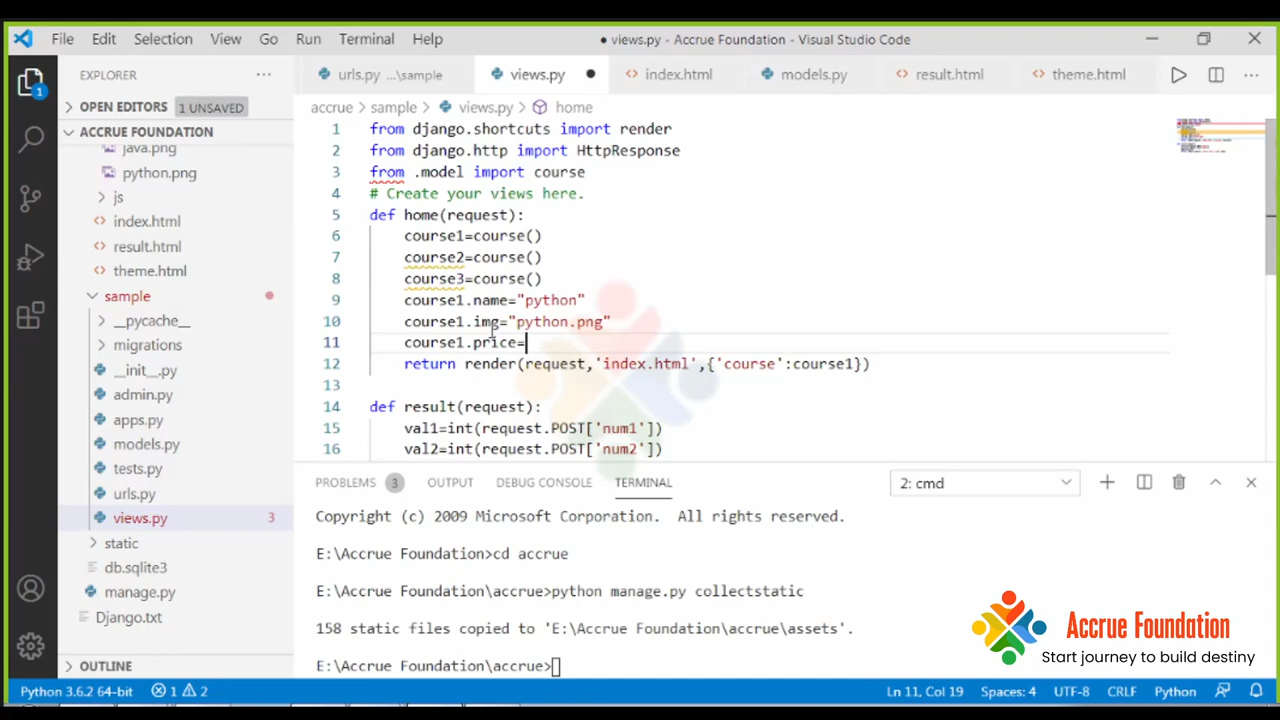 File Edit Selection View Go Run Terminal Help
● views.py - Accrue Foundation - Visual Studio Code
EXPLORER
OPEN EDITORS 1 UNSAVED
ACCRUE FOUNDATION
java.png
python.png
js
index.html
result.html
theme.html
sample
__pycache__
migrations
__init__.py
admin.py
apps.py
models.py
tests.py
urls.py
views.py 3
static
db.sqlite3
manage.py
Django.txt
OUTLINE
1
urls.py ...\sample views.py index.html models.py result.html theme.html
accrue > sample > views.py > home
1 from django.shortcuts import render
2 from django.http import HttpResponse
3 from .model import course
4 # Create your views here.
5 def home(request):
6 course1=course()
7 course2=course()
8 course3=course()
9 course1.name="python"
10 course1.img="python.png"
11 course1.price=
12 return render(request,'index.html',{'course':course1})
13
14 def result(request):
15 val1=int(request.POST['num1'])
16 val2=int(request.POST['num2'])
PROBLEMS 3 OUTPUT DEBUG CONSOLE TERMINAL 2: cmd
Copyright (c) 2009 Microsoft Corporation. All rights reserved.
E:\Accrue Foundation>cd accrue
E:\Accrue Foundation\accrue>python manage.py collectstatic
158 static files copied to 'E:\Accrue Foundation\accrue\assets'.
E:\Accrue Foundation\accrue>
Accrue Foundation
Start journey to build destiny
Python 3.6.2 64-bit 1 2 Ln 11, Col 19 Spaces: 4 UTF-8 CRLF Python